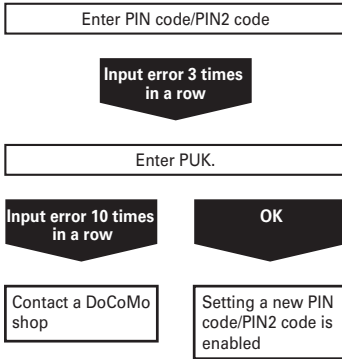 Enter PIN code/PIN2 code
Input error 3 times
in a row
Enter PUK.
Input error 10 times
in a row
OK
Contact a DoCoMo
shop
Setting a new PIN
code/PIN2 code is
enabled